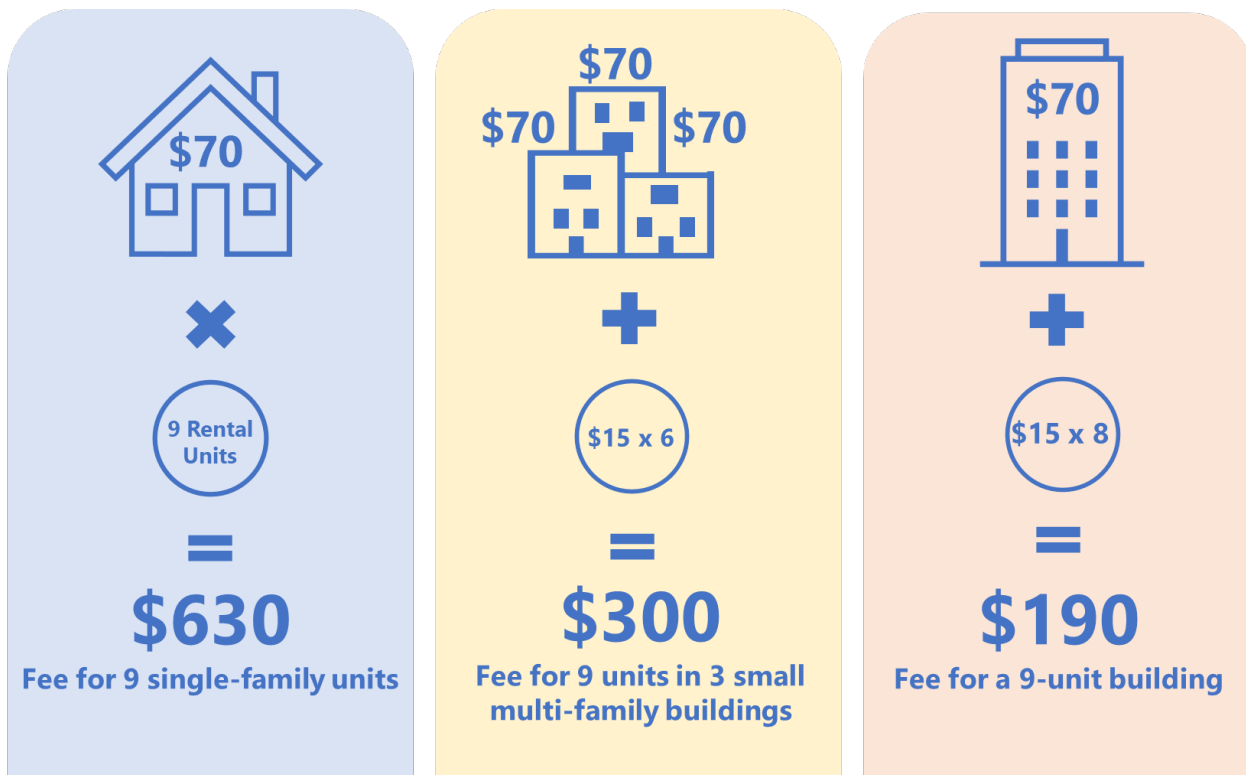 $70
9 Rental
Units
$630
Fee for 9 single-family units
$70
$70
$70
$15 x 6
$300
Fee for 9 units in 3 small
multi-family buildings
$70
$15 x 8
$190
Fee for a 9-unit building